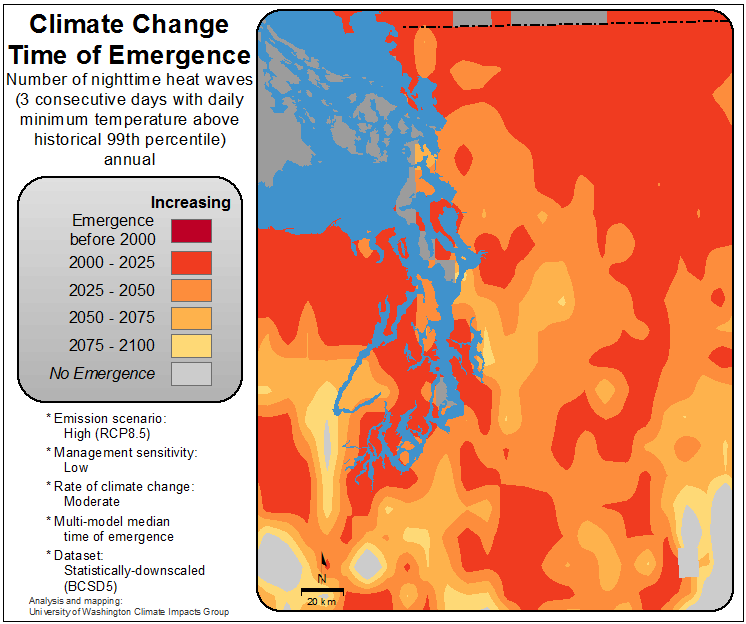 Climate Change
Time of Emergence
Number of nighttime heat waves
(3 consecutive days with daily
minimum temperature above
historical 99th percentile)
annual
Increasing
Emergence
before 2000
2000 - 2025
2025 - 2050
2050 - 2075
2075 - 2100
No Emergence
* Emission scenario:
High (RCP8.5)
* Management sensitivity:
Low
* Rate of climate change:
Moderate
* Multi-model median
time of emergence
* Dataset:
Statistically-downscaled
(BCSD5)
Analysis and mapping:
University of Washington Climate Impacts Group
N
20 km